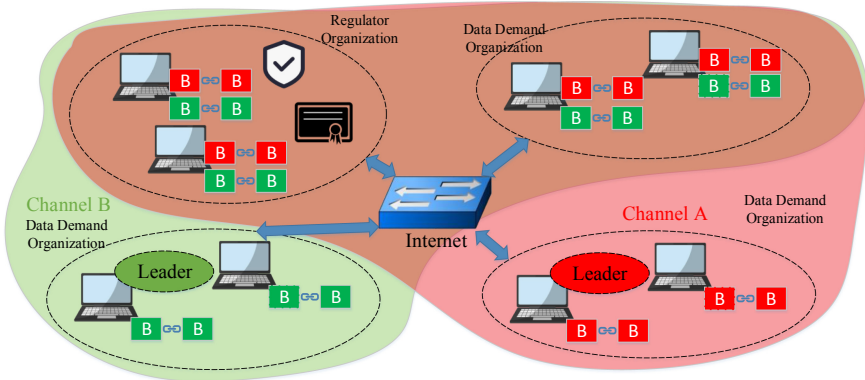 Regulator
Organization
Data Demand
Organization
B B
B B
B B
B B
B B
B B
B B
B B
Channel B
Data Demand
Organization
Channel A
Data Demand
Organization
Internet
Leader
B B
B B
Leader
B B
B B